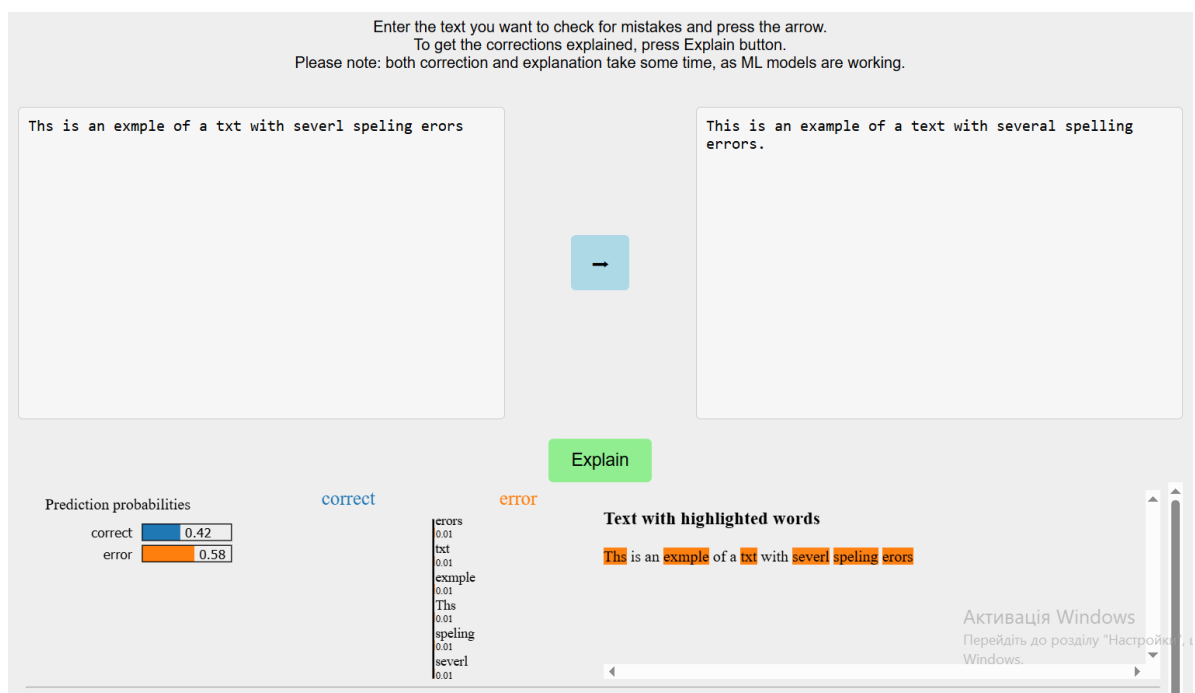 Enter the text you want to check for mistakes and press the arrow.
To get the corrections explained, press Explain button.
Please note: both correction and explanation take some time, as ML models are working.
Ths is an exmple of a txt with severl speling erors
This is an example of a text with several spelling
errors.
→
Explain
Prediction probabilities
correct 0.42
error 0.58
correct error
erors
0.01
txt
0.01
exmple
0.01
Ths
0.01
speling
0.01
severl
0.01
Text with highlighted words
Ths is an exmple of a txt with severl speling erors
Активація Windows
Перейдіть до розділу "Настройки",
Windows.